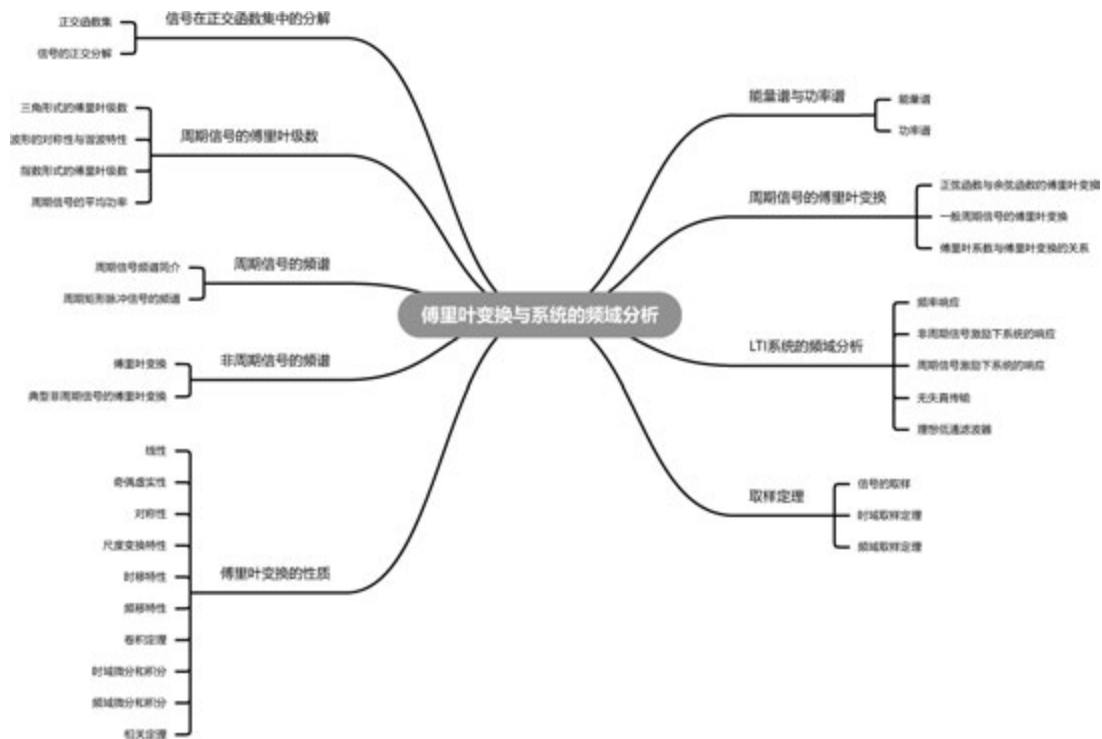 傅里叶变换与系统的频域分析
信号在正交函数集中的分解
正交函数集
信号的正交分解
周期信号的傅里叶级数
三角形式的傅里叶级数
波形的对称性与谐波特性
指数形式的傅里叶级数
周期信号的平均功率
周期信号的频谱
周期信号频谱简介
周期矩形脉冲信号的频谱
非周期信号的频谱
傅里叶变换
典型非周期信号的傅里叶变换
傅里叶变换的性质
线性
奇偶虚实性
对称性
尺度变换特性
时移特性
频移特性
卷积定理
时域微分和积分
频域微分和积分
相关定理
能量谱与功率谱
能量谱
功率谱
周期信号的傅里叶变换
正弦函数与余弦函数的傅里叶变换
一般周期信号的傅里叶变换
傅里叶系数与傅里叶变换的关系
LTI系统的频域分析
频率响应
非周期信号激励下系统的响应
周期信号激励下系统的响应
无失真传输
理想低通滤波器
取样定理
信号的取样
时域取样定理
频域取样定理